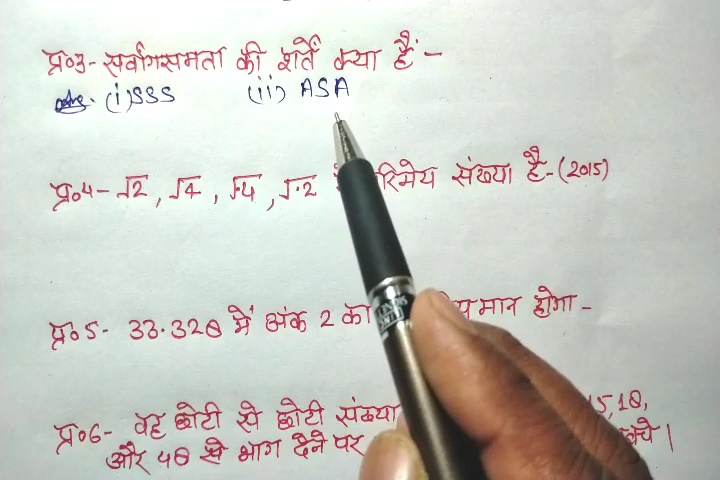 प्र०3- सर्वांगसमता की शर्तें क्या हैं -
Ans. (i) SSS (ii) ASA
प्र०4- √2, √4, √.4, √.2 संख्या है- (2015)
प्र०5- 33.328 में अंक 2 का मान होगा -
प्र०6- वह छोटी से छोटी संख्या 15, 18,
और 48 से भाग देने पर बचे।